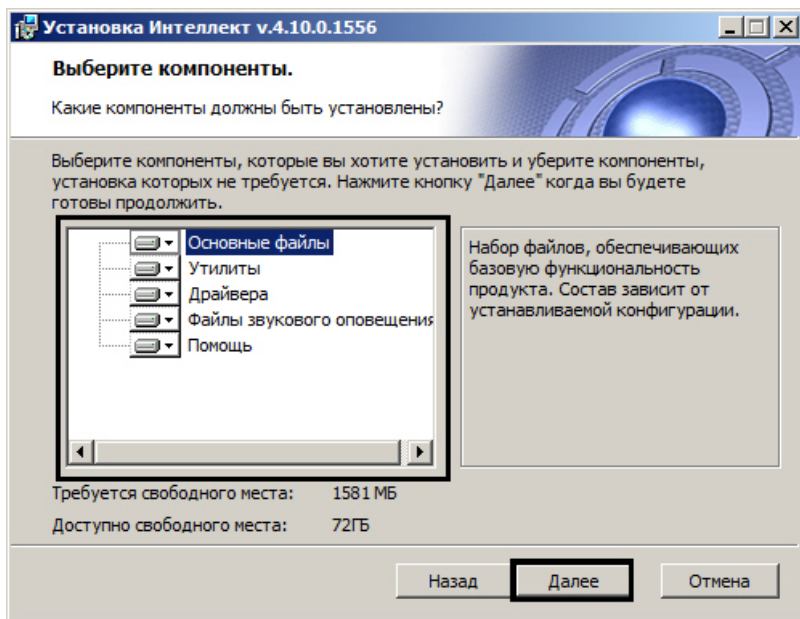 Установка Интеллект v.4.10.0.1556
Выберите компоненты.
Какие компоненты должны быть установлены?
Выберите компоненты, которые вы хотите установить и уберите компоненты,
установка которых не требуется. Нажмите кнопку "Далее" когда вы будете
готовы продолжить.
Основные файлы
Утилиты
Драйвера
Файлы звукового оповещения
Помощь
Набор файлов, обеспечивающих
базовую функциональность
продукта. Состав зависит от
устанавливаемой конфигурации.
Требуется свободного места: 1581 МБ
Доступно свободного места: 72ГБ
Назад Далее Отмена